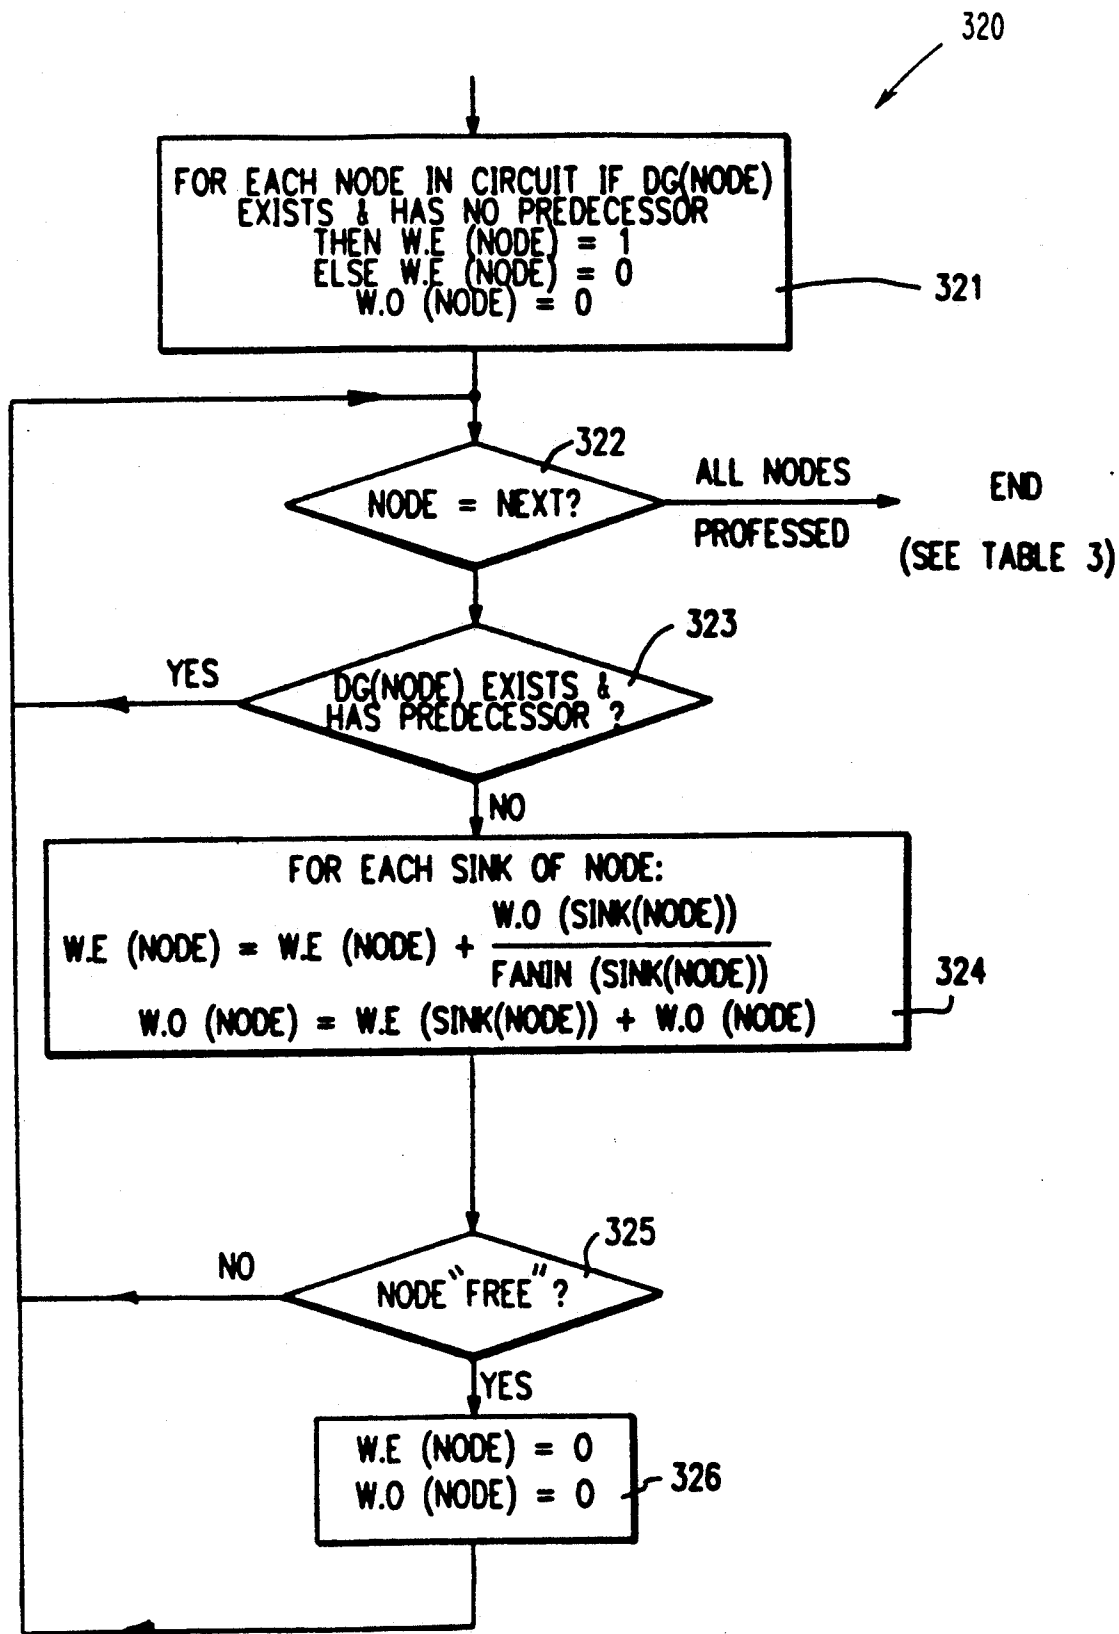 320
FOR EACH NODE IN CIRCUIT IF DG(NODE)
EXISTS & HAS NO PREDECESSOR
THEN W.E (NODE) = 1
ELSE W.E (NODE) = 0
W.O (NODE) = 0
321
322
NODE = NEXT?
ALL NODES
PROFESSED
END
(SEE TABLE 3)
323
YES
DG(NODE) EXISTS &
HAS PREDECESSOR ?
NO
FOR EACH SINK OF NODE:
W.E (NODE) = W.E (NODE) + W.O (SINK(NODE))
FANIN (SINK(NODE))
W.O (NODE) = W.E (SINK(NODE)) + W.O (NODE)
324
325
NO
NODE "FREE" ?
YES
W.E (NODE) = 0
W.O (NODE) = 0
326